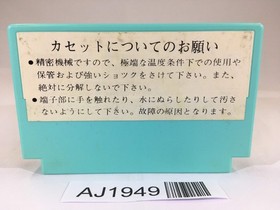 カセットについてのお願い
●精密機械ですので、極端な温度条件下での使用や
保管および強いショックをさけて下さい。また、
絶対に分解しないで下さい。
●端子部に手を触れたり、水にぬらしたりして汚さ
ないようにして下さい。故障の原因となります。
AJ1949